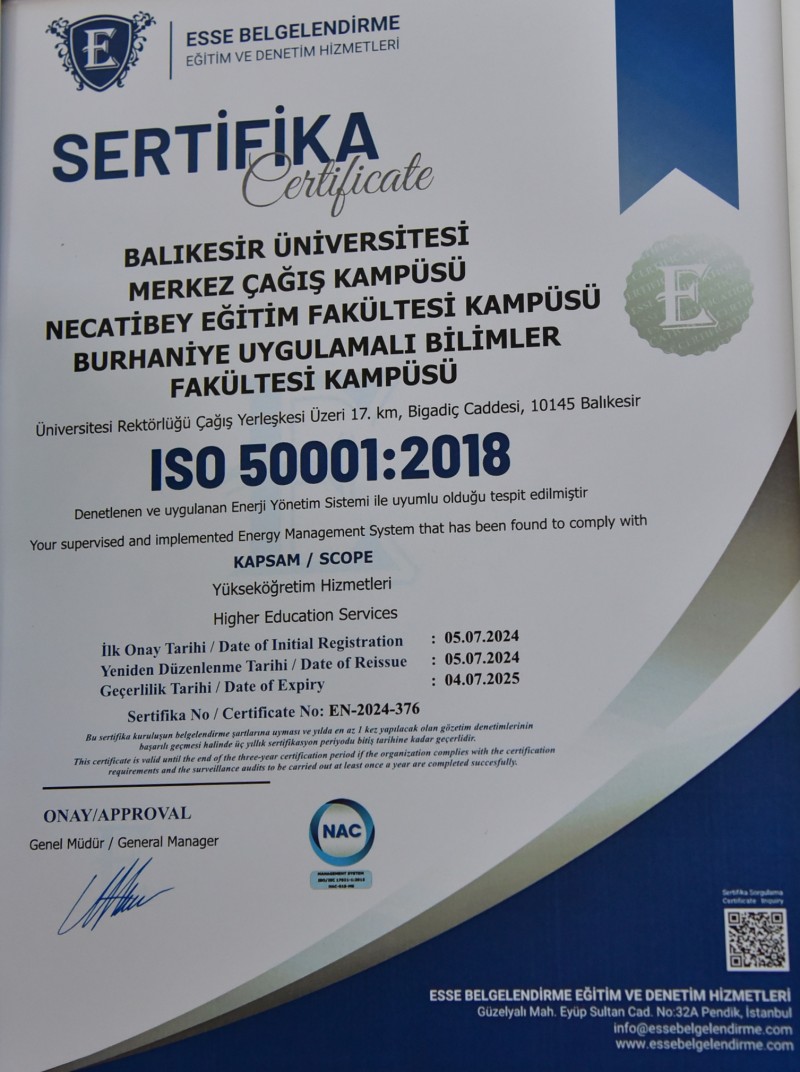 E
ESSE BELGELENDİRME
EĞİTİM VE DENETİM HİZMETLERİ
SERTİFİKA
Certificate
BALIKESİR ÜNİVERSİTESİ
MERKEZ ÇAĞIŞ KAMPÜSÜ
NECATİBEY EĞİTİM FAKÜLTESİ KAMPÜSÜ
BURHANİYE UYGULAMALI BİLİMLER
FAKÜLTESİ KAMPÜSÜ
E
Üniversitesi Rektörlüğü Çağış Yerleşkesi Üzeri 17. km, Bigadiç Caddesi, 10145 Balıkesir
ISO 50001:2018
Denetlenen ve uygulanan Enerji Yönetim Sistemi ile uyumlu olduğu tespit edilmiştir
Your supervised and implemented Energy Management System that has been found to comply with
KAPSAM / SCOPE
Yükseköğretim Hizmetleri
Higher Education Services
İlk Onay Tarihi / Date of Initial Registration : 05.07.2024
Yeniden Düzenlenme Tarihi / Date of Reissue : 05.07.2024
Geçerlilik Tarihi / Date of Expiry : 04.07.2025
Sertifika No / Certificate No: EN-2024-376
Bu sertifika kuruluşun belgelendirme şartlarına uyması ve yılda en az 1 kez yapılacak olan gözetim denetimlerinin
başarılı geçmesi halinde üç yıllık sertifikasyon periyodu bitiş tarihine kadar geçerlidir.
This certificate is valid until the end of the three-year certification period if the organization complies with the certification
requirements and the surveillance audits to be carried out at least once a year are completed succesfully.
ONAY/APPROVAL
Genel Müdür / General Manager
NAC
MANAGEMENT SYSTEM
Sertifika Sorgulama
Certificate Inquiry
ESSE BELGELENDİRME EĞİTİM VE DENETİM HİZMETLERİ
Güzelyalı Mah. Eyüp Sultan Cad. No:32A Pendik, İstanbul
info@essebelgelendirme.com
www.essebelgelendirme.com